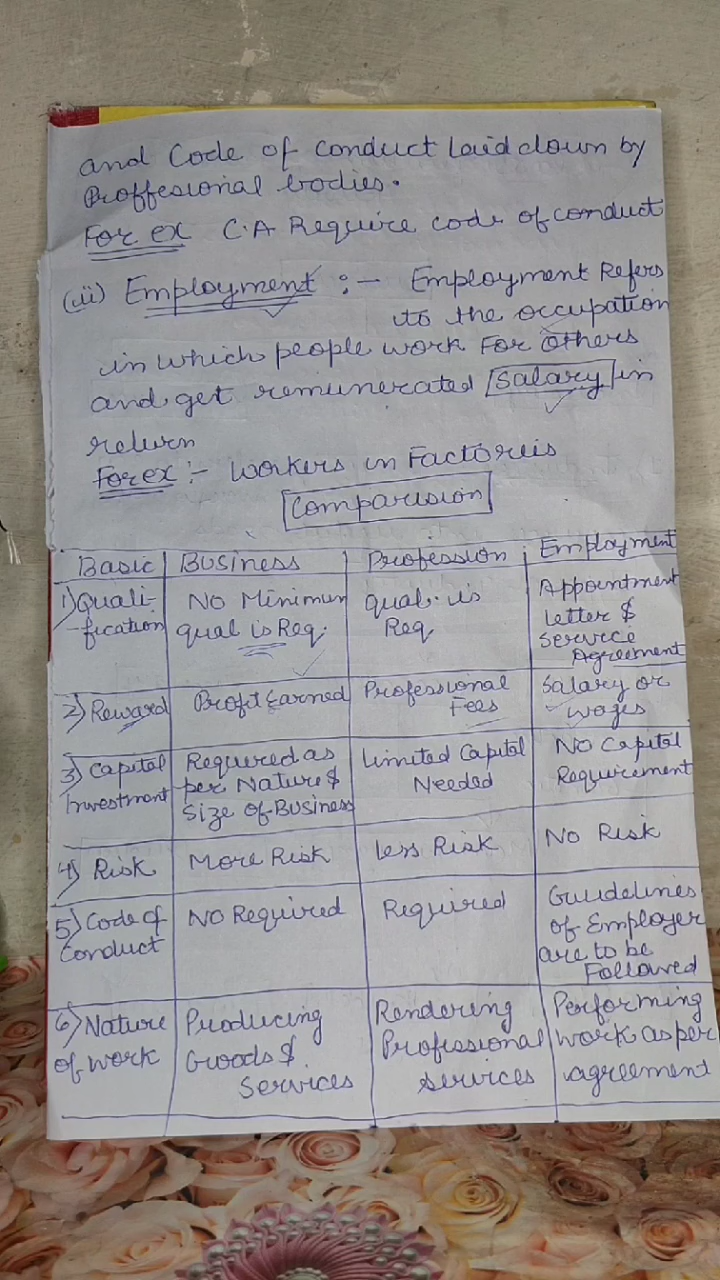 and Code of conduct laid down by
Proffesional bodies.
For ex C.A Require code of conduct
(iii) Employment :- Employment Refers
to the occupation
in which people work For others
and get remunerated Salary in
return
For ex :- Workers in Factoreis
Comparision
Basic Business Profession Employment
1) Quali-
fication No Minimum
qual is Req. qual. is
Req Appointment
letter &
service
Agreement
2) Reward Profit Earned Professional
Fees Salary or
Wages
3) Capital
Investment Required as
per Nature &
Size of Business Limited Capital
Needed No Capital
Requirement
4) Risk More Risk Less Risk No Risk
5) Code of
Conduct No Required Required Guidelines
of Employer
are to be
Followed
6) Nature
of work Producing
Goods &
Services Rendering
Professional
services Performing
work as per
agreement